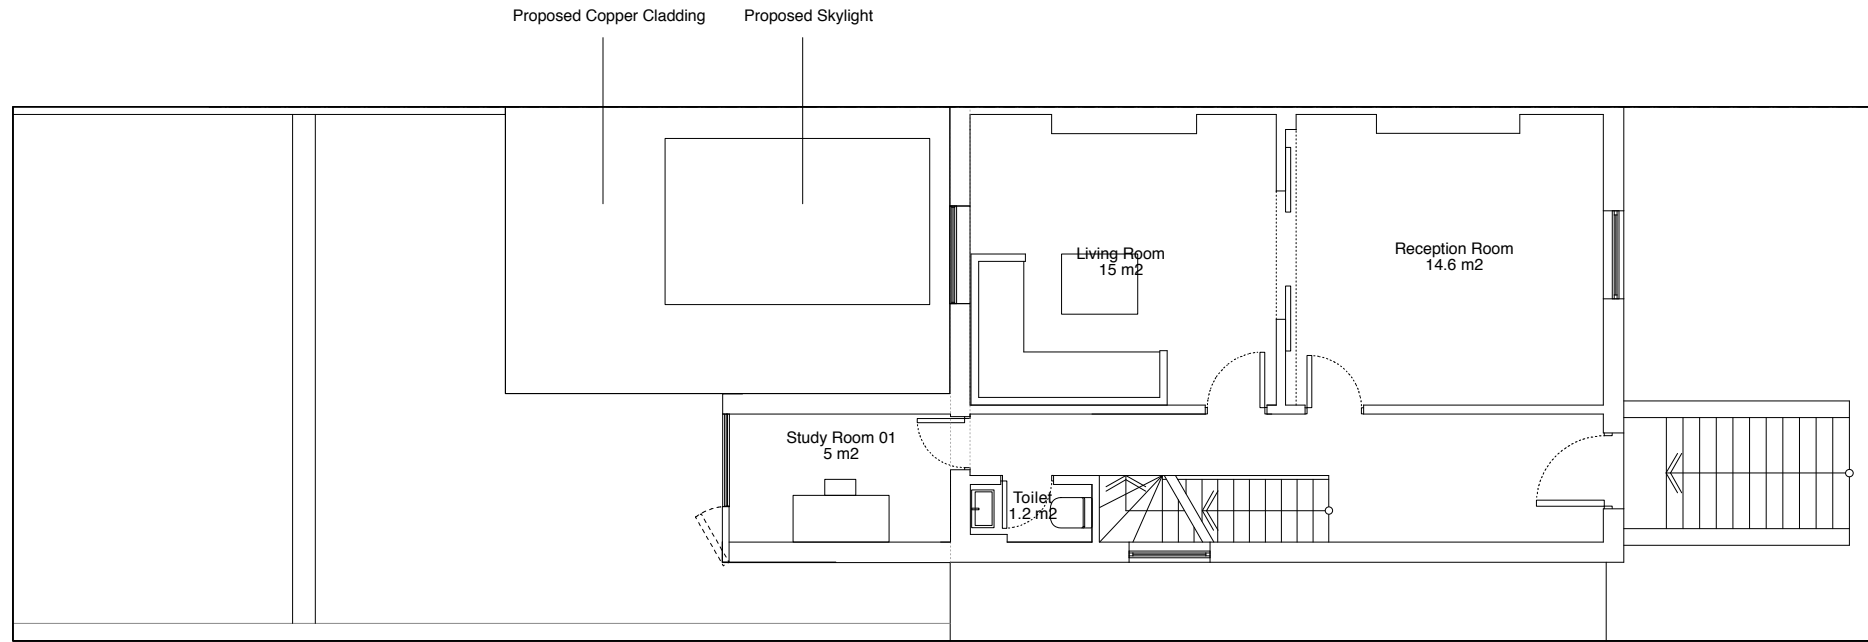 Proposed Copper Cladding
Proposed Skylight
Living Room
15 m2
Reception Room
14.6 m2
Study Room 01
5 m2
Toilet
1.2 m2